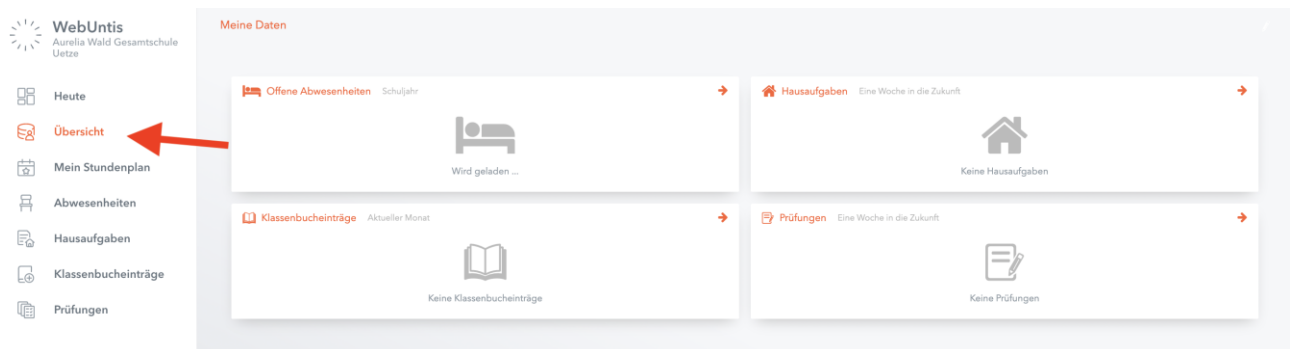 WebUntis
Aurelia Wald Gesamtschule
Uetze
Heute
Übersicht
Mein Stundenplan
Abwesenheiten
Hausaufgaben
Klassenbucheinträge
Prüfungen
Meine Daten
Offene Abwesenheiten Schuljahr
Wird geladen ...
Hausaufgaben Eine Woche in die Zukunft
Keine Hausaufgaben
Klassenbucheinträge Aktueller Monat
Keine Klassenbucheinträge
Prüfungen Eine Woche in die Zukunft
Keine Prüfungen